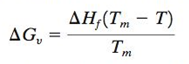 ΔG_v = ΔH_f(T_m − T) / T_m